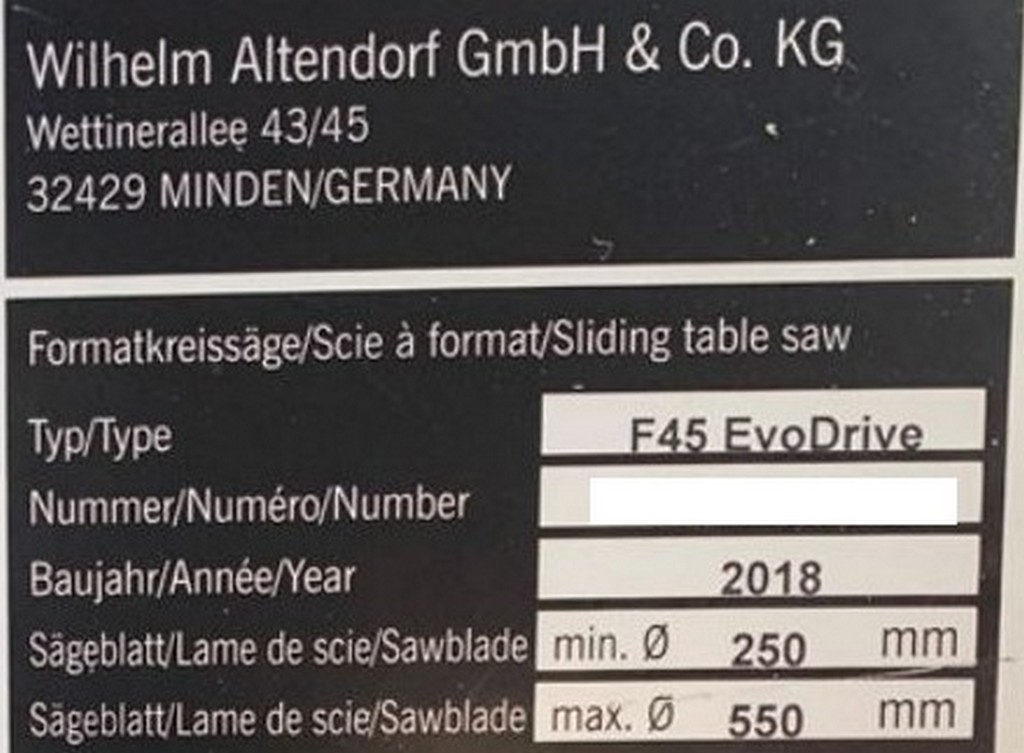 Wilhelm Altendorf GmbH & Co. KG
Wettinerallee 43/45
32429 MINDEN/GERMANY
Formatkreissäge/Scie à format/Sliding table saw
Typ/Type F45 EvoDrive
Nummer/Numéro/Number
Baujahr/Année/Year 2018
Sägeblatt/Lame de scie/Sawblade min. Ø 250 mm
Sägeblatt/Lame de scie/Sawblade max. Ø 550 mm